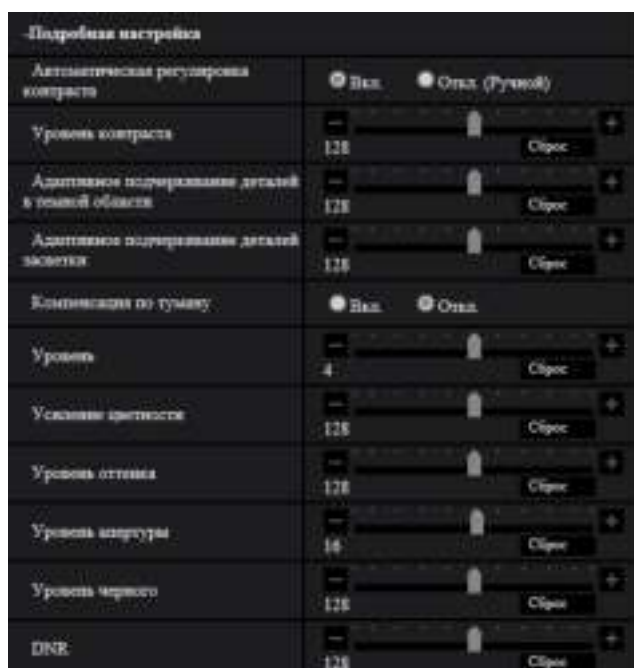 -Подробная настройка
Автоматическая регулировка
контраста
Вкл. Откл. (Ручной)
Уровень контраста
128 Сброс
Адаптивное подчеркивание деталей
в темной области
128 Сброс
Адаптивное подчеркивание деталей
засветки
128 Сброс
Компенсация по туману
Вкл. Откл.
Уровень
4 Сброс
Усиление цветности
128 Сброс
Уровень оттенка
128 Сброс
Уровень апертуры
16 Сброс
Уровень черного
128 Сброс
DNR
128 Сброс